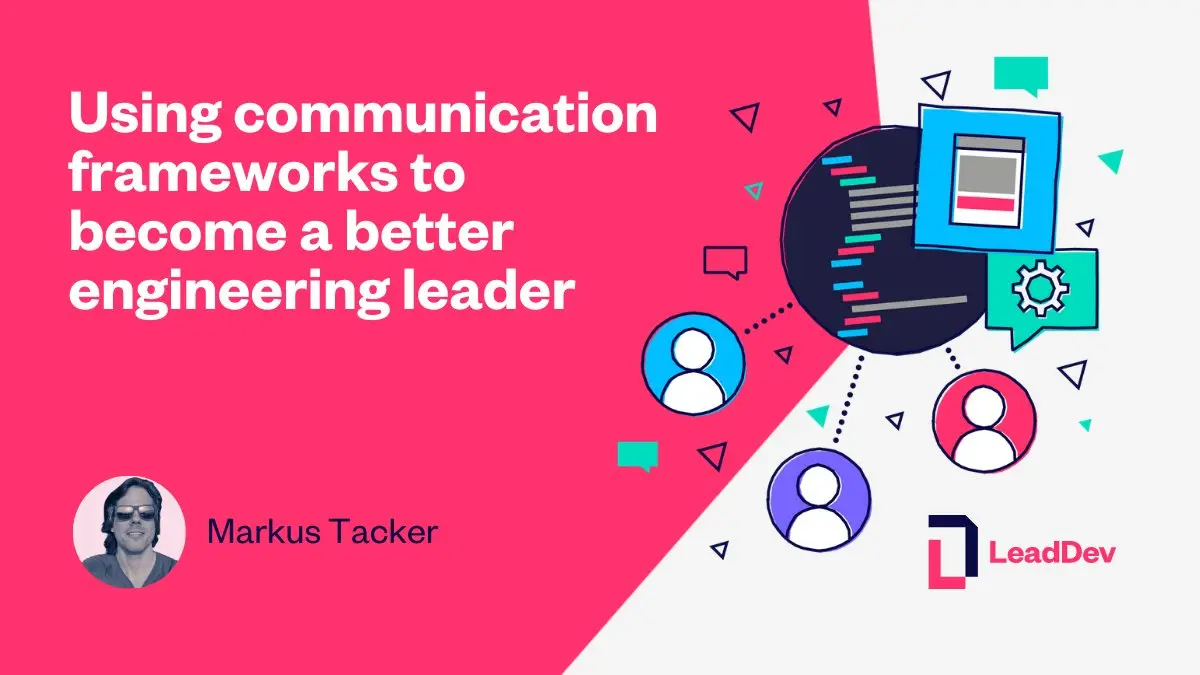 Using communication
frameworks to
become a better
engineering leader
Markus Tacker
LeadDev